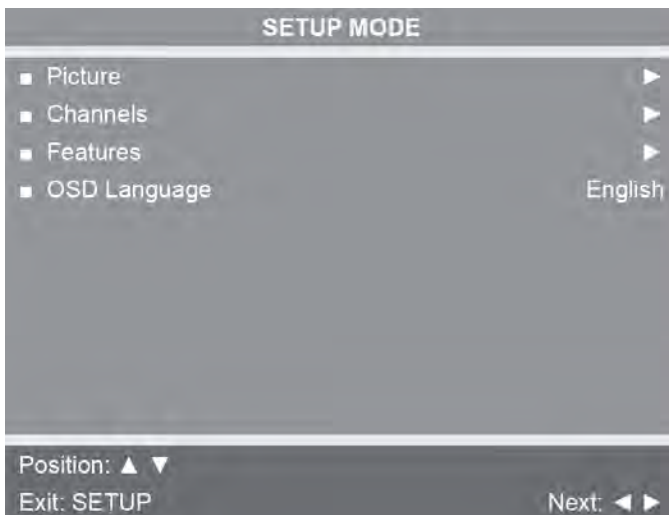 SETUP MODE
■ Picture ►
■ Channels ►
■ Features ►
■ OSD Language English
Position: ▲ ▼
Exit: SETUP Next: ◄ ►